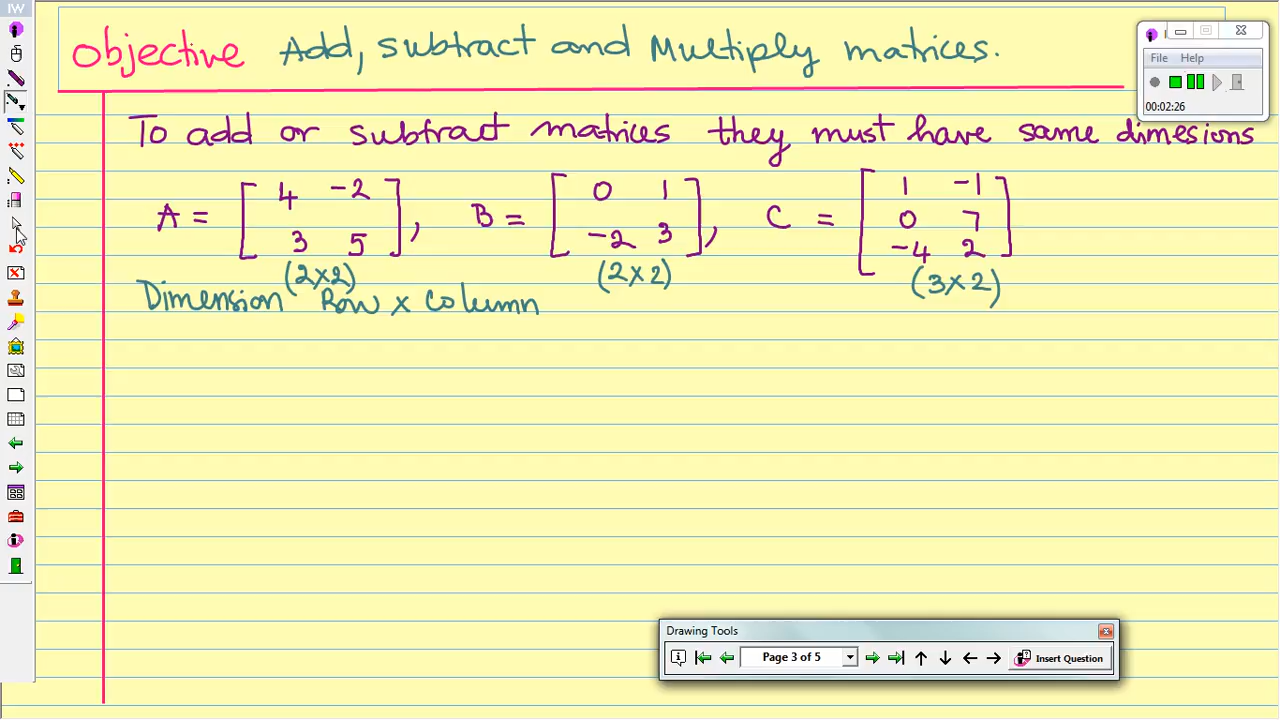 IW
Objective Add, subtract and Multiply matrices.
File Help
00:02:26
To add or subtract matrices they must have same dimesions
A = [ 4 -2 ; 3 5 ], B = [ 0 1 ; -2 3 ], C = [ 1 -1 ; 0 7 ; -4 2 ]
(2x2) (2x2) (3x2)
Dimension Row x Column
Drawing Tools
Page 3 of 5 Insert Question